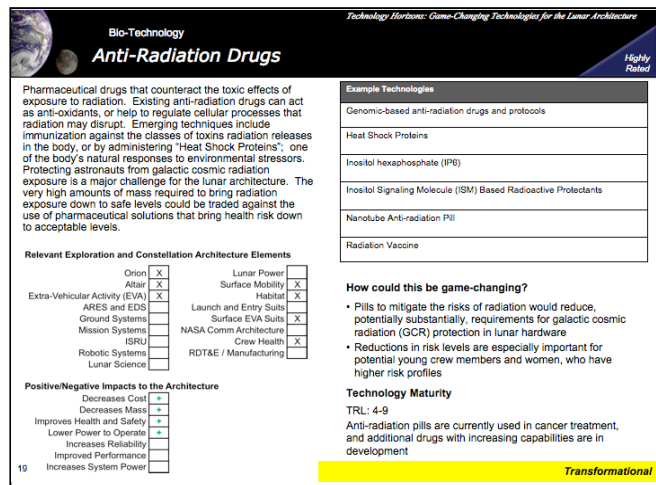 Technology Horizons: Game-Changing Technologies for the Lunar Architecture
Bio-Technology
Anti-Radiation Drugs
Highly
Rated
Pharmaceutical drugs that counteract the toxic effects of
exposure to radiation. Existing anti-radiation drugs can act
as anti-oxidants, or help to regulate cellular processes that
radiation may disrupt. Emerging techniques include
immunization against the classes of toxins radiation releases
in the body, or by administering “Heat Shock Proteins”; one
of the body's natural responses to environmental stressors.
Protecting astronauts from galactic cosmic radiation
exposure is a major challenge for the lunar architecture. The
very high amounts of mass required to bring radiation
exposure down to safe levels could be traded against the
use of pharmaceutical solutions that bring health risk down
to acceptable levels.
Relevant Exploration and Constellation Architecture Elements
Orion X
Altair X
Extra-Vehicular Activity (EVA) X
ARES and EDS
Ground Systems
Mission Systems
ISRU
Robotic Systems
Lunar Science
Lunar Power
Surface Mobility X
Habitat X
Launch and Entry Suits
Surface EVA Suits X
NASA Comm Architecture
Crew Health X
RDT&E / Manufacturing
Positive/Negative Impacts to the Architecture
Decreases Cost +
Decreases Mass +
Improves Health and Safety +
Lower Power to Operate +
Increases Reliability
Improved Performance
Increases System Power
19
Example Technologies
Genomic-based anti-radiation drugs and protocols
Heat Shock Proteins
Inositol hexaphosphate (IP6)
Inositol Signaling Molecule (ISM) Based Radioactive Protectants
Nanotube Anti-radiation Pill
Radiation Vaccine
How could this be game-changing?
• Pills to mitigate the risks of radiation would reduce,
potentially substantially, requirements for galactic cosmic
radiation (GCR) protection in lunar hardware
• Reductions in risk levels are especially important for
potential young crew members and women, who have
higher risk profiles
Technology Maturity
TRL: 4-9
Anti-radiation pills are currently used in cancer treatment,
and additional drugs with increasing capabilities are in
development
Transformational